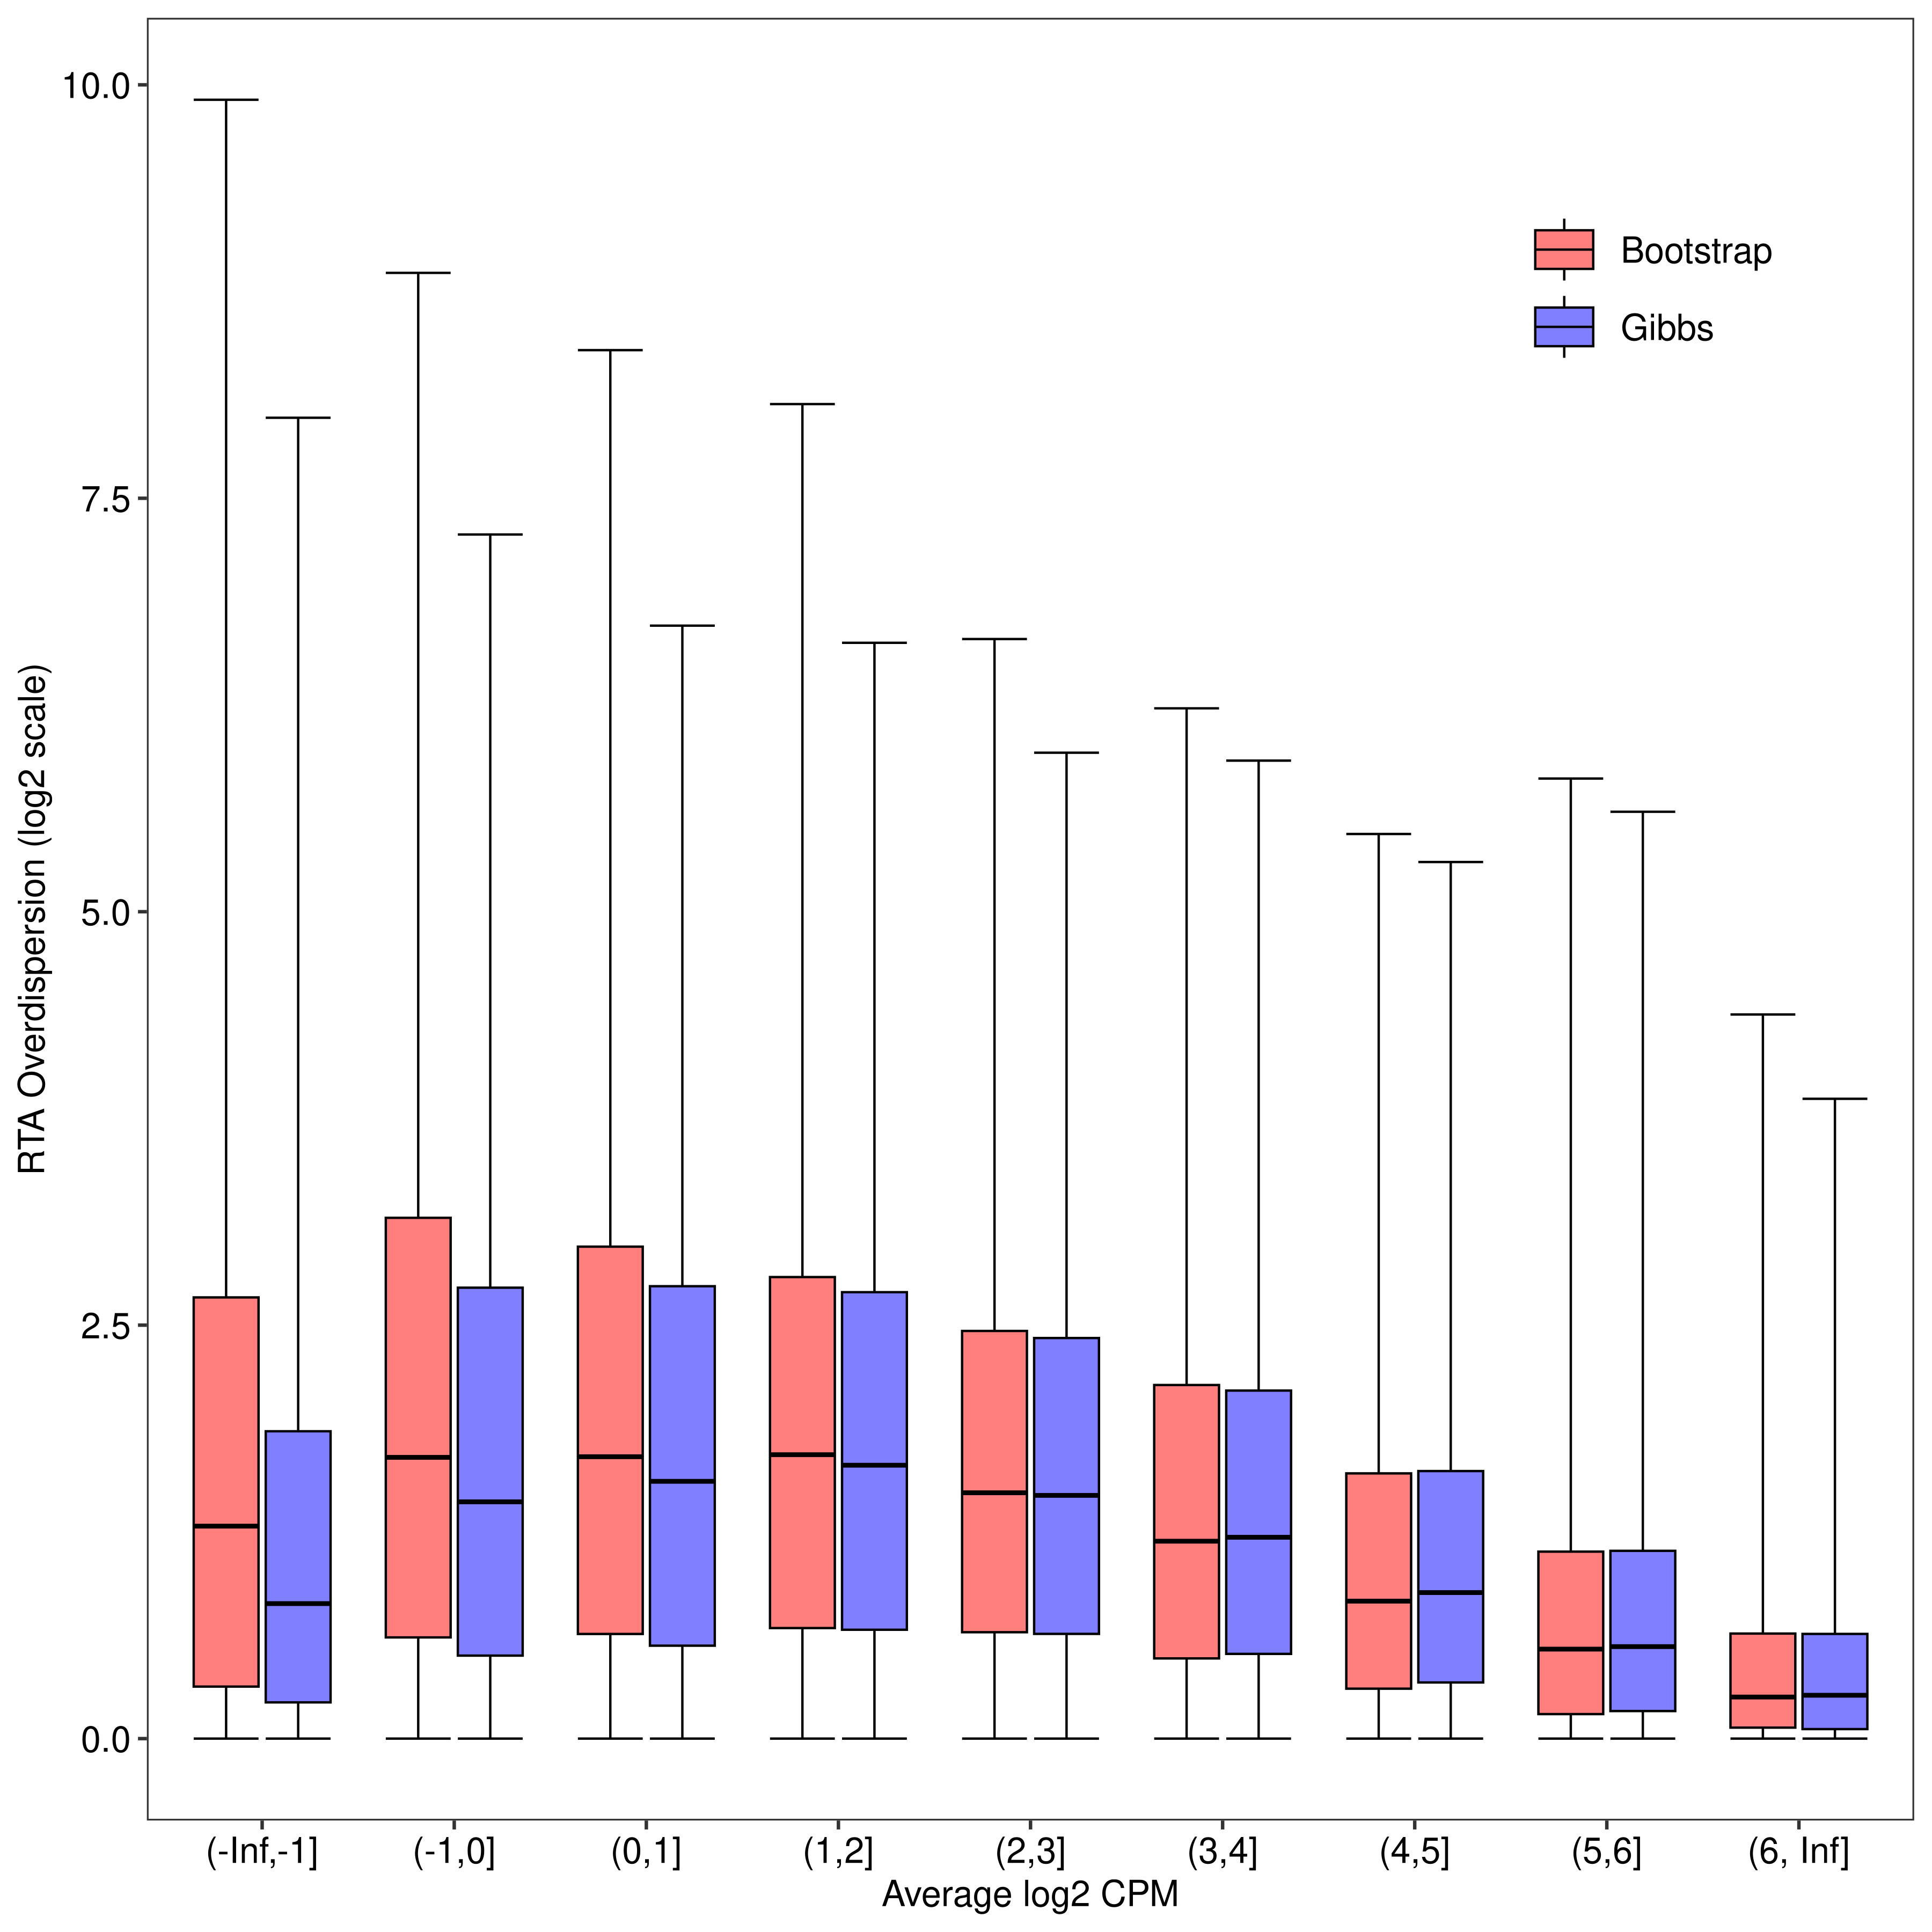 10.0
7.5
5.0
2.5
0.0
RTA Overdispersion (log2 scale)
Bootstrap
Gibbs
(-Inf,-1]
(-1,0]
(0,1]
(1,2]
(2,3]
(3,4]
(4,5]
(5,6]
(6, Inf]
Average log2 CPM